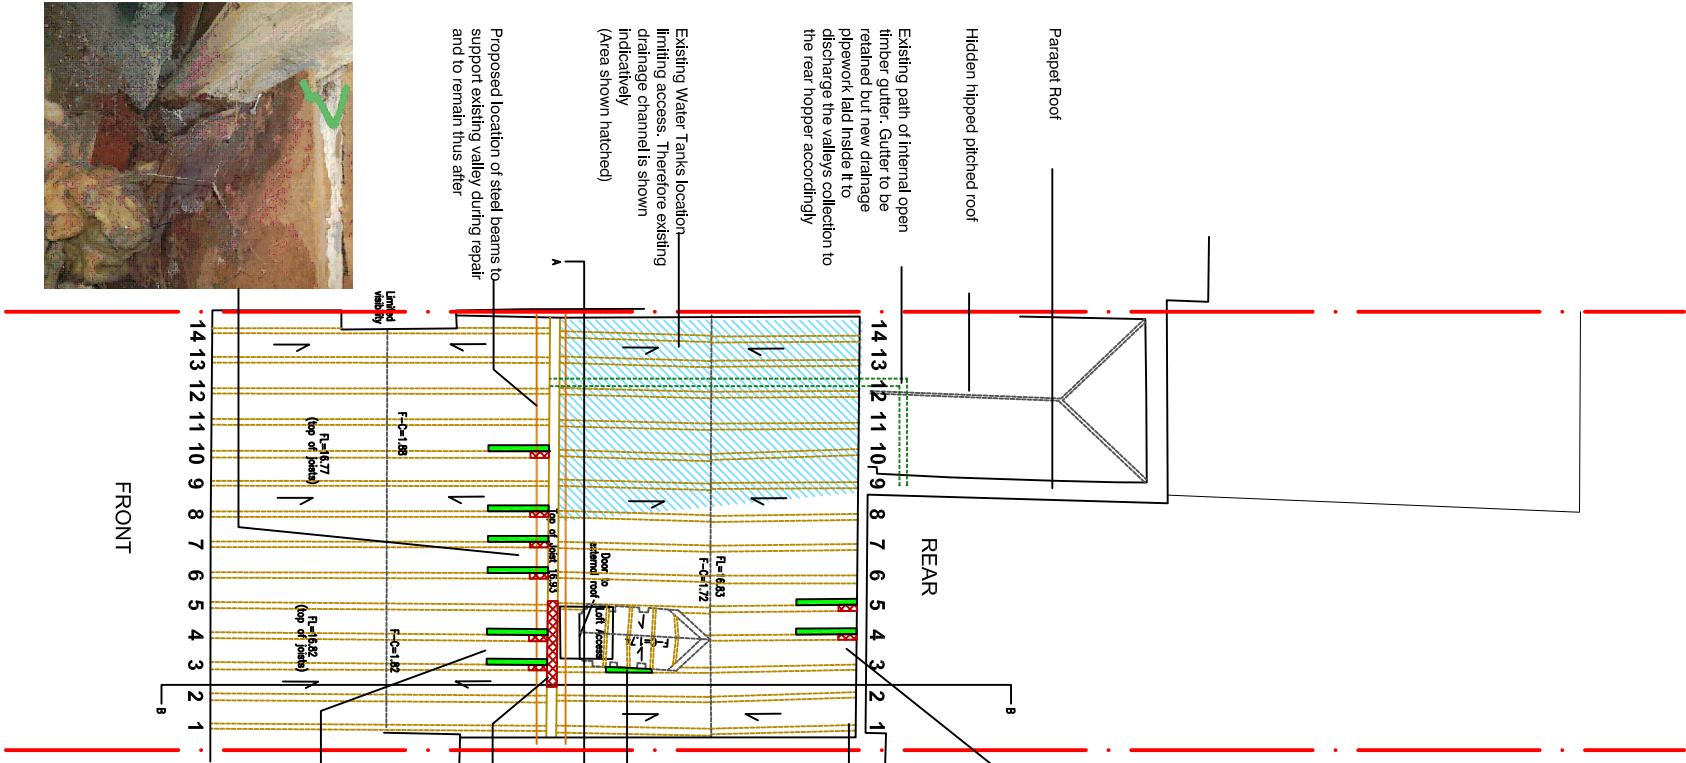 Parapet Roof
Hidden hipped pitched roof
Existing path of internal open
timber gutter. Gutter to be
retained but new drainage
pipework laid inside it to
discharge the valleys collection to
the rear hopper accordingly
Existing Water Tanks location
limiting access. Therefore existing
drainage channel is shown
indicatively
(Area shown hatched)
Proposed location of steel beams to
support existing valley during repair
and to remain thus after
A
Limited
visibility
14 13 12 11 10 9 8 7 6 5 4 3 2 1
14 13 12 11 10 9 8 7 6 5 4 3 2 1
FRONT
REAR
F-C=1.88
FL=16.77
(top of joists)
Top of Joist 16.93
Door to
external roof
Loft Access
FL=16.83
F-C=1.72
F-C=1.82
FL=16.82
(top of joists)
B
B